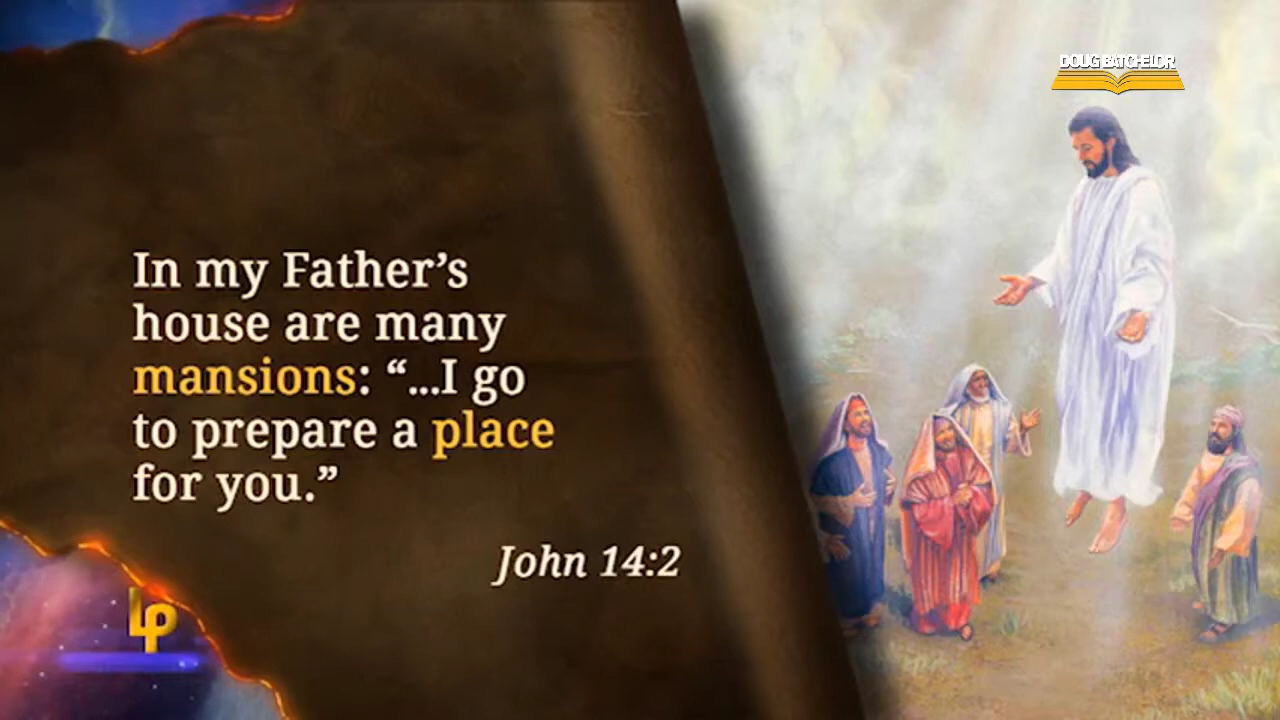 DOUG BATCHELOR
In my Father’s
house are many
mansions: “...I go
to prepare a place
for you.”
John 14:2
LP